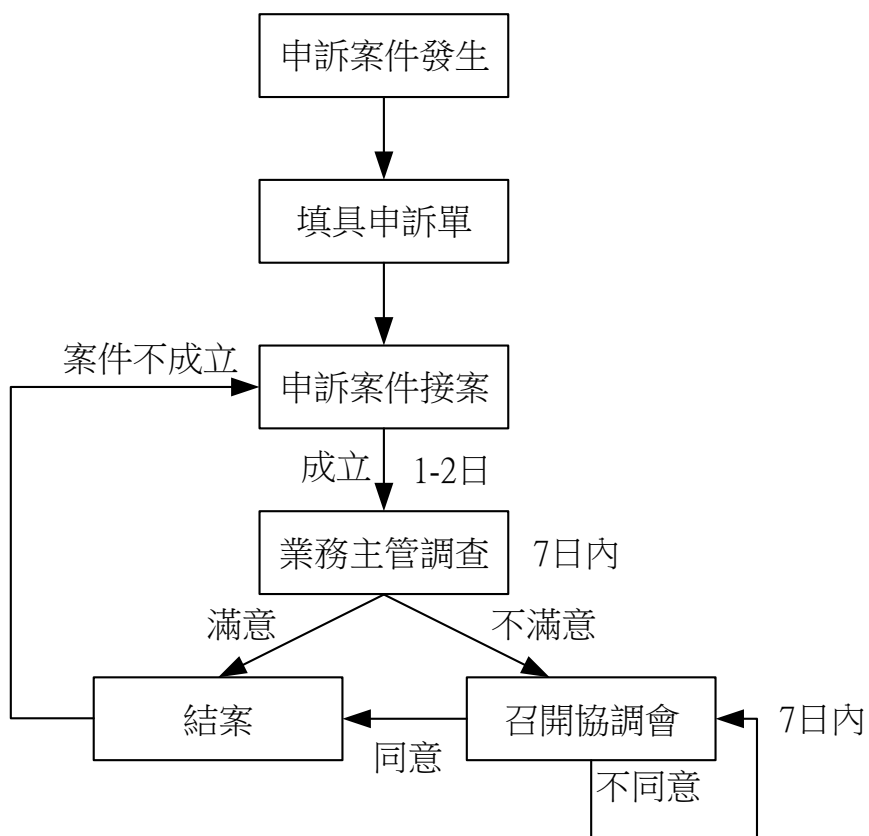 申訴案件發生
填具申訴單
案件不成立
申訴案件接案
成立
1-2日
業務主管調查
7日內
滿意
不滿意
結案
召開協調會
7日內
同意
不同意